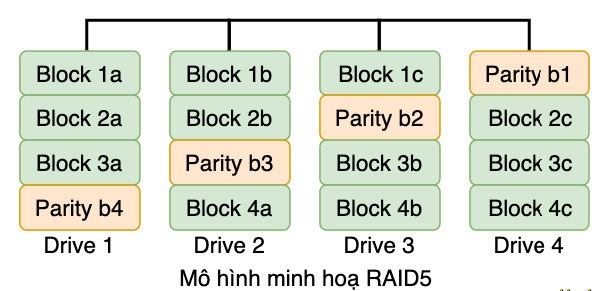 Block 1a Block 1b Block 1c Parity b1
Block 2a Block 2b Parity b2 Block 2c
Block 3a Parity b3 Block 3b Block 3c
Parity b4 Block 4a Block 4b Block 4c
Drive 1 Drive 2 Drive 3 Drive 4
Mô hình minh hoạ RAID5